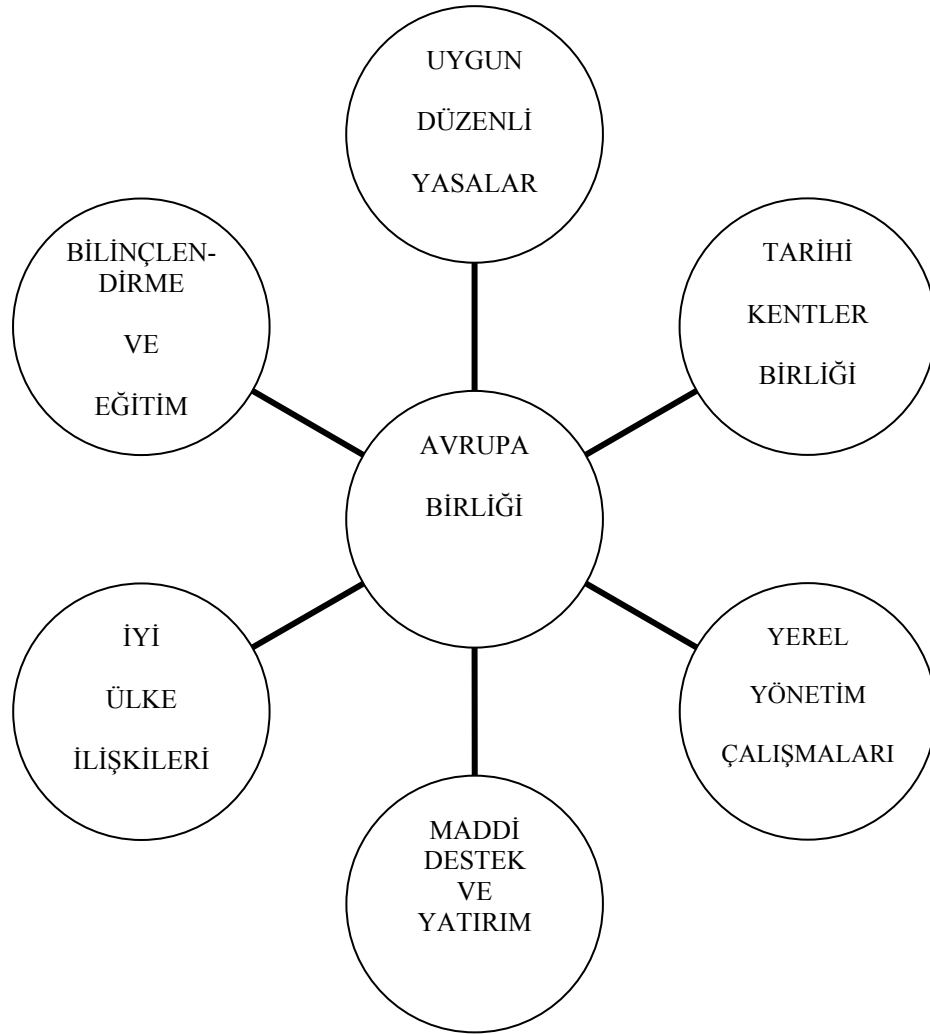 UYGUN
DÜZENLİ
YASALAR
BİLİNÇLEN-
DİRME
VE
EĞİTİM
TARİHİ
KENTLER
BİRLİĞİ
AVRUPA
BİRLİĞİ
İYİ
ÜLKE
İLİŞKİLERİ
YEREL
YÖNETİM
ÇALIŞMALARI
MADDİ
DESTEK
VE
YATIRIM